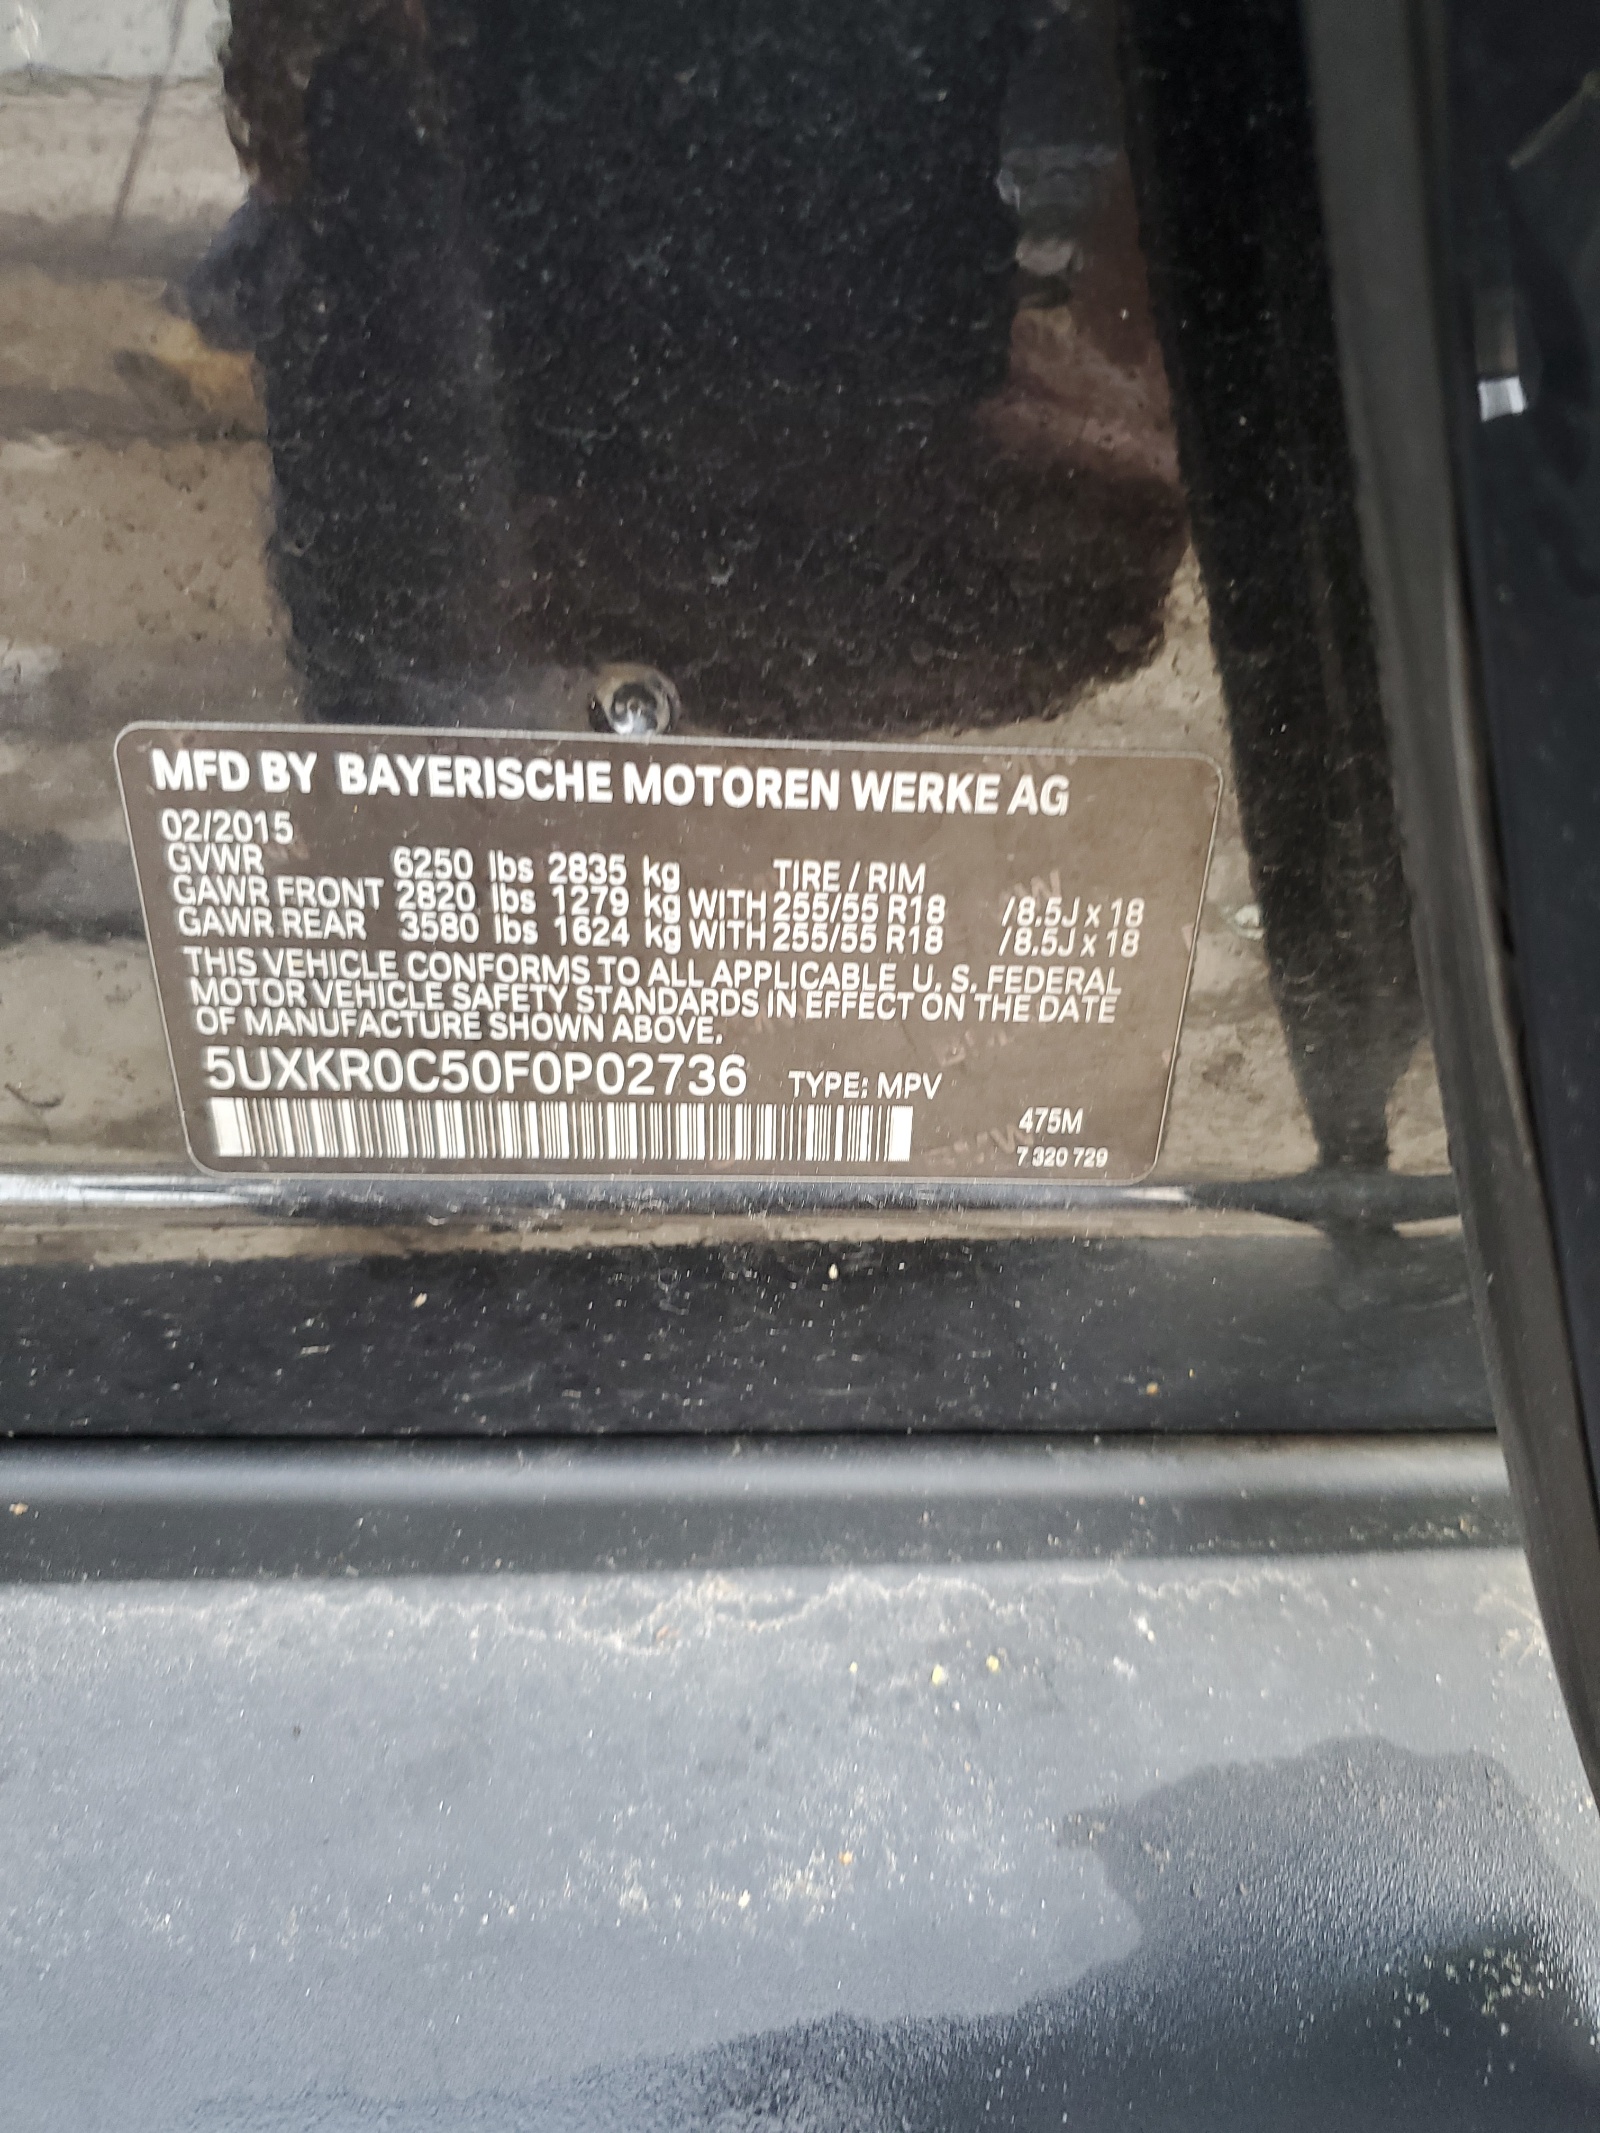 MFD BY BAYERISCHE MOTOREN WERKE AG
02/2015
GVWR 6250 lbs 2835 kg TIRE / RIM
GAWR FRONT 2820 lbs 1279 kg WITH 255/55 R18 /8.5J x 18
GAWR REAR 3580 lbs 1624 kg WITH 255/55 R18 /8.5J x 18
THIS VEHICLE CONFORMS TO ALL APPLICABLE U. S. FEDERAL
MOTOR VEHICLE SAFETY STANDARDS IN EFFECT ON THE DATE
OF MANUFACTURE SHOWN ABOVE.
5UXKR0C50F0P02736 TYPE: MPV
475M
7 320 729